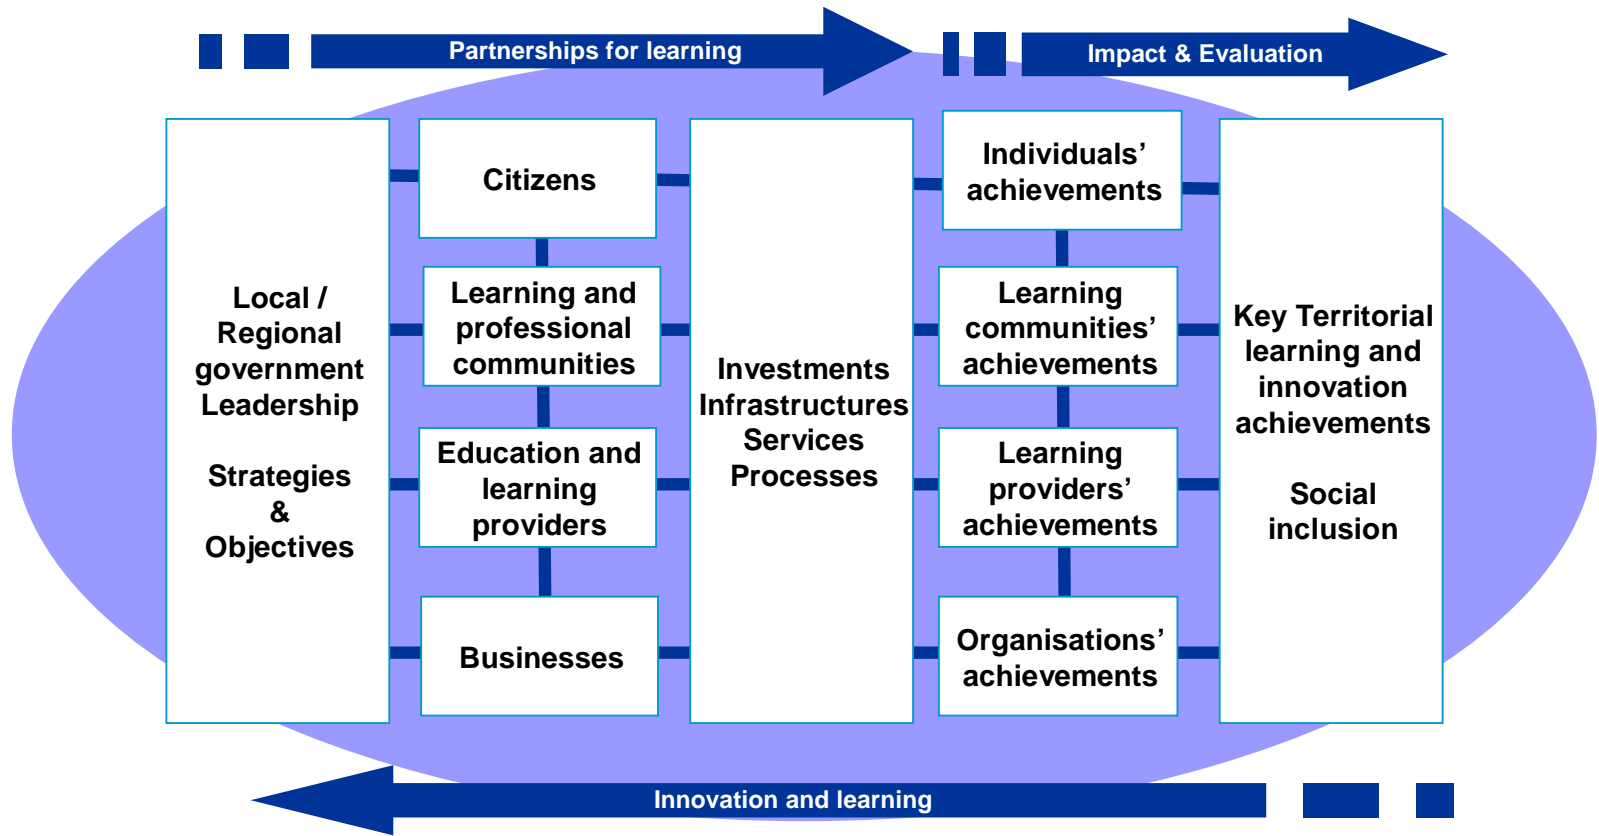 Partnerships for learning
Impact & Evaluation
Local /
Regional
government
Leadership
Strategies
&
Objectives
Citizens
Learning and
professional
communities
Education and
learning
providers
Businesses
Investments
Infrastructures
Services
Processes
Individuals’
achievements
Learning
communities’
achievements
Learning
providers’
achievements
Organisations’
achievements
Key Territorial
learning and
innovation
achievements
Social
inclusion
Innovation and learning